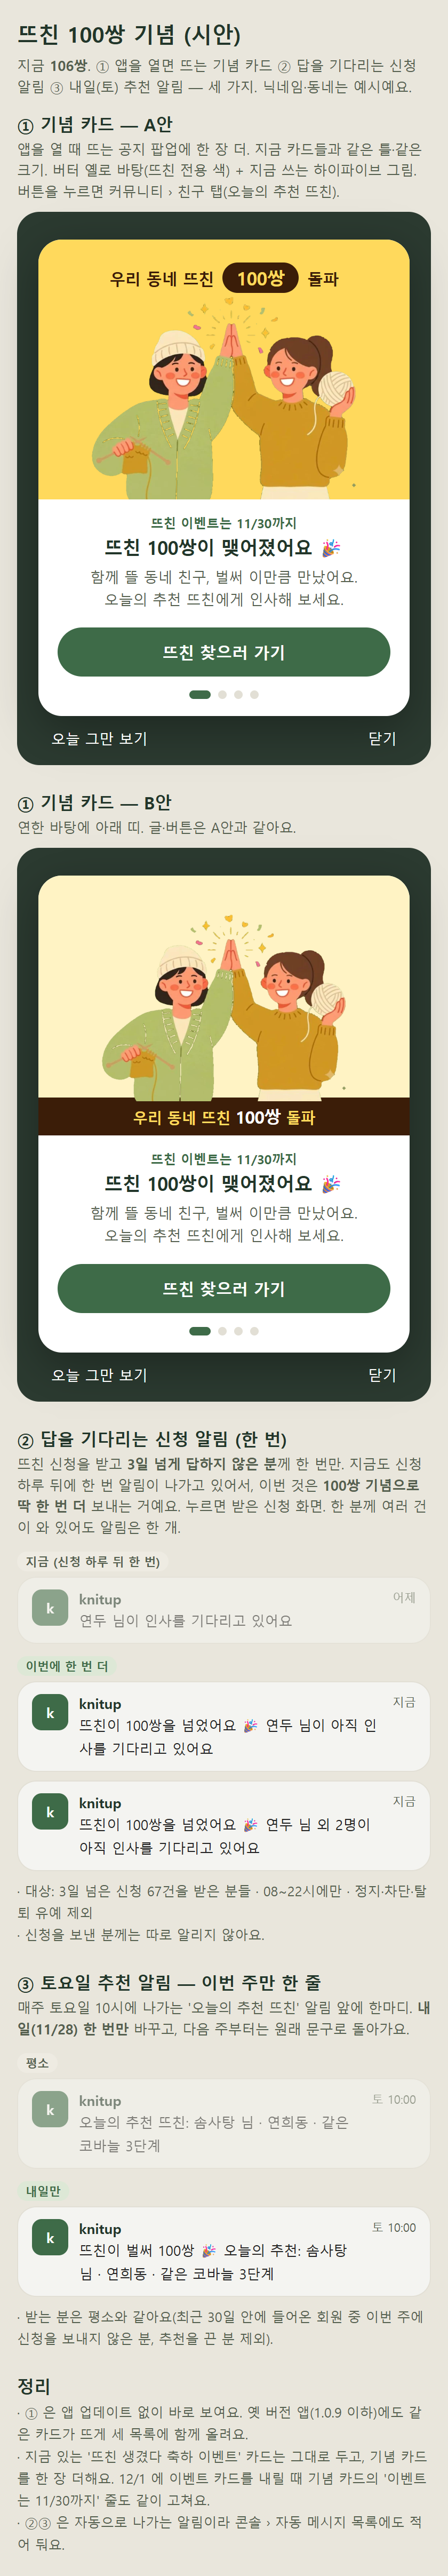 뜨친 100쌍 기념 (시안)
지금 106쌍. ① 앱을 열면 뜨는 기념 카드 ② 답을 기다리는 신청
알림 ③ 내일(토) 추천 알림 — 세 가지. 닉네임·동네는 예시예요.
① 기념 카드 — A안
앱을 열 때 뜨는 공지 팝업에 한 장 더. 지금 카드들과 같은 틀·같은
크기. 버터 옐로 바탕(뜨친 전용 색) + 지금 쓰는 하이파이브 그림.
버튼을 누르면 커뮤니티 › 친구 탭(오늘의 추천 뜨친).
우리 동네 뜨친 100쌍 돌파
뜨친 이벤트는 11/30까지
뜨친 100쌍이 맺어졌어요 🎉
함께 뜰 동네 친구, 벌써 이만큼 만났어요.
오늘의 추천 뜨친에게 인사해 보세요.
뜨친 찾으러 가기
오늘 그만 보기 닫기
① 기념 카드 — B안
연한 바탕에 아래 띠. 글·버튼은 A안과 같아요.
우리 동네 뜨친 100쌍 돌파
뜨친 이벤트는 11/30까지
뜨친 100쌍이 맺어졌어요 🎉
함께 뜰 동네 친구, 벌써 이만큼 만났어요.
오늘의 추천 뜨친에게 인사해 보세요.
뜨친 찾으러 가기
오늘 그만 보기 닫기
② 답을 기다리는 신청 알림 (한 번)
뜨친 신청을 받고 3일 넘게 답하지 않은 분께 한 번만. 지금도 신청
하루 뒤에 한 번 알림이 나가고 있어서, 이번 것은 100쌍 기념으로
딱 한 번 더 보내는 거예요. 누르면 받은 신청 화면. 한 분께 여러 건
이 와 있어도 알림은 한 개.
지금 (신청 하루 뒤 한 번)
k
knitup 어제
연두 님이 인사를 기다리고 있어요
이번에 한 번 더
k
knitup 지금
뜨친이 100쌍을 넘었어요 🎉 연두 님이 아직 인
사를 기다리고 있어요
k
knitup 지금
뜨친이 100쌍을 넘었어요 🎉 연두 님 외 2명이
아직 인사를 기다리고 있어요
· 대상: 3일 넘은 신청 67건을 받은 분들 · 08~22시에만 · 정지·차단·탈
퇴 유예 제외
· 신청을 보낸 분께는 따로 알리지 않아요.
③ 토요일 추천 알림 — 이번 주만 한 줄
매주 토요일 10시에 나가는 '오늘의 추천 뜨친' 알림 앞에 한마디. 내
일(11/28) 한 번만 바꾸고, 다음 주부터는 원래 문구로 돌아가요.
평소
k
knitup 토 10:00
오늘의 추천 뜨친: 솜사탕 님 · 연희동 · 같은
코바늘 3단계
내일만
k
knitup 토 10:00
뜨친이 벌써 100쌍 🎉 오늘의 추천: 솜사탕
님 · 연희동 · 같은 코바늘 3단계
· 받는 분은 평소와 같아요(최근 30일 안에 들어온 회원 중 이번 주에
신청을 보내지 않은 분, 추천을 끈 분 제외).
정리
· ① 은 앱 업데이트 없이 바로 보여요. 옛 버전 앱(1.0.9 이하)에도 같
은 카드가 뜨게 세 목록에 함께 올려요.
· 지금 있는 '뜨친 생겼다 축하 이벤트' 카드는 그대로 두고, 기념 카드
를 한 장 더해요. 12/1 에 이벤트 카드를 내릴 때 기념 카드의 '이벤트
는 11/30까지' 줄도 같이 고쳐요.
· ②③ 은 자동으로 나가는 알림이라 콘솔 › 자동 메시지 목록에도 적
어 둬요.